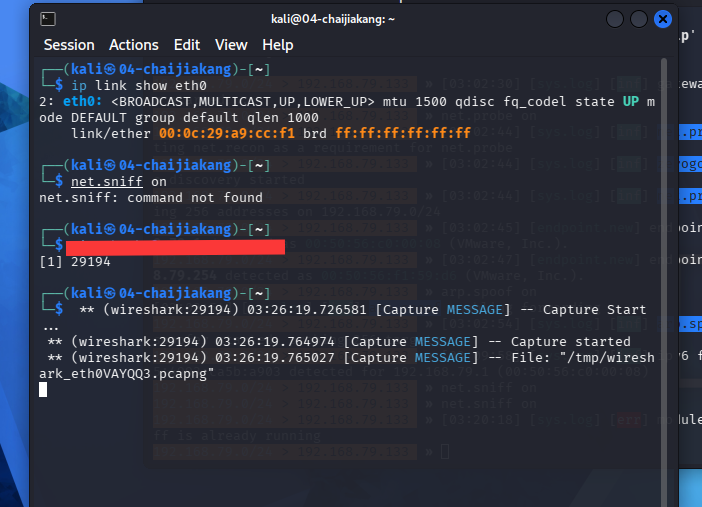 kali@04-chaijiakang: ~
Session Actions Edit View Help
┌──(kali㉿04-chaijiakang)-[~]
└─$ ip link show eth0
2: eth0: <BROADCAST,MULTICAST,UP,LOWER_UP> mtu 1500 qdisc fq_codel state UP m
ode DEFAULT group default qlen 1000
link/ether 00:0c:29:a9:cc:f1 brd ff:ff:ff:ff:ff:ff
┌──(kali㉿04-chaijiakang)-[~]
└─$ net.sniff on
net.sniff: command not found
┌──(kali㉿04-chaijiakang)-[~]
└─$
[1] 29194
┌──(kali㉿04-chaijiakang)-[~]
└─$ ** (wireshark:29194) 03:26:19.726581 [Capture MESSAGE] -- Capture Start
...
** (wireshark:29194) 03:26:19.764974 [Capture MESSAGE] -- Capture started
** (wireshark:29194) 03:26:19.765027 [Capture MESSAGE] -- File: "/tmp/wiresh
ark_eth0VAYQQ3.pcapng"